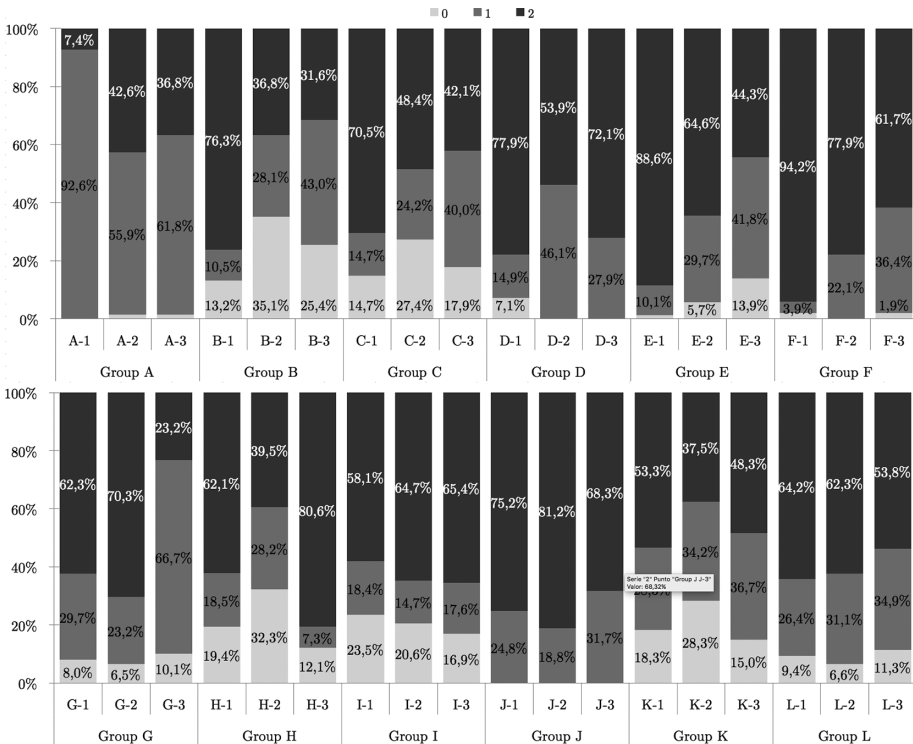 0 1 2
100%
80%
60%
40%
20%
0%
7,4% 92,6%
42,6% 55,9%
36,8% 61,8%
76,3% 10,5% 13,2%
36,8% 28,1% 35,1%
31,6% 43,0% 25,4%
70,5% 14,7% 14,7%
48,4% 24,2% 27,4%
42,1% 40,0% 17,9%
77,9% 14,9% 7,1%
53,9% 46,1%
72,1% 27,9%
88,6% 10,1%
64,6% 29,7% 5,7%
44,3% 41,8% 13,9%
94,2% 3,9%
77,9% 22,1%
61,7% 36,4% 1,9%
A-1 A-2 A-3 B-1 B-2 B-3 C-1 C-2 C-3 D-1 D-2 D-3 E-1 E-2 E-3 F-1 F-2 F-3
Group A Group B Group C Group D Group E Group F
100%
80%
60%
40%
20%
0%
62,3% 29,7% 8,0%
70,3% 23,2% 6,5%
23,2% 66,7% 10,1%
62,1% 18,5% 19,4%
39,5% 28,2% 32,3%
80,6% 7,3% 12,1%
58,1% 18,4% 23,5%
64,7% 14,7% 20,6%
65,4% 17,6% 16,9%
75,2% 24,8%
81,2% 18,8%
68,3% 31,7%
53,3% 18,3%
37,5% 34,2% 28,3%
48,3% 36,7% 15,0%
64,2% 26,4% 9,4%
62,3% 31,1% 6,6%
53,8% 34,9% 11,3%
Serie "2" Punto "Group J J-3"
Valor: 68,32%
G-1 G-2 G-3 H-1 H-2 H-3 I-1 I-2 I-3 J-1 J-2 J-3 K-1 K-2 K-3 L-1 L-2 L-3
Group G Group H Group I Group J Group K Group L